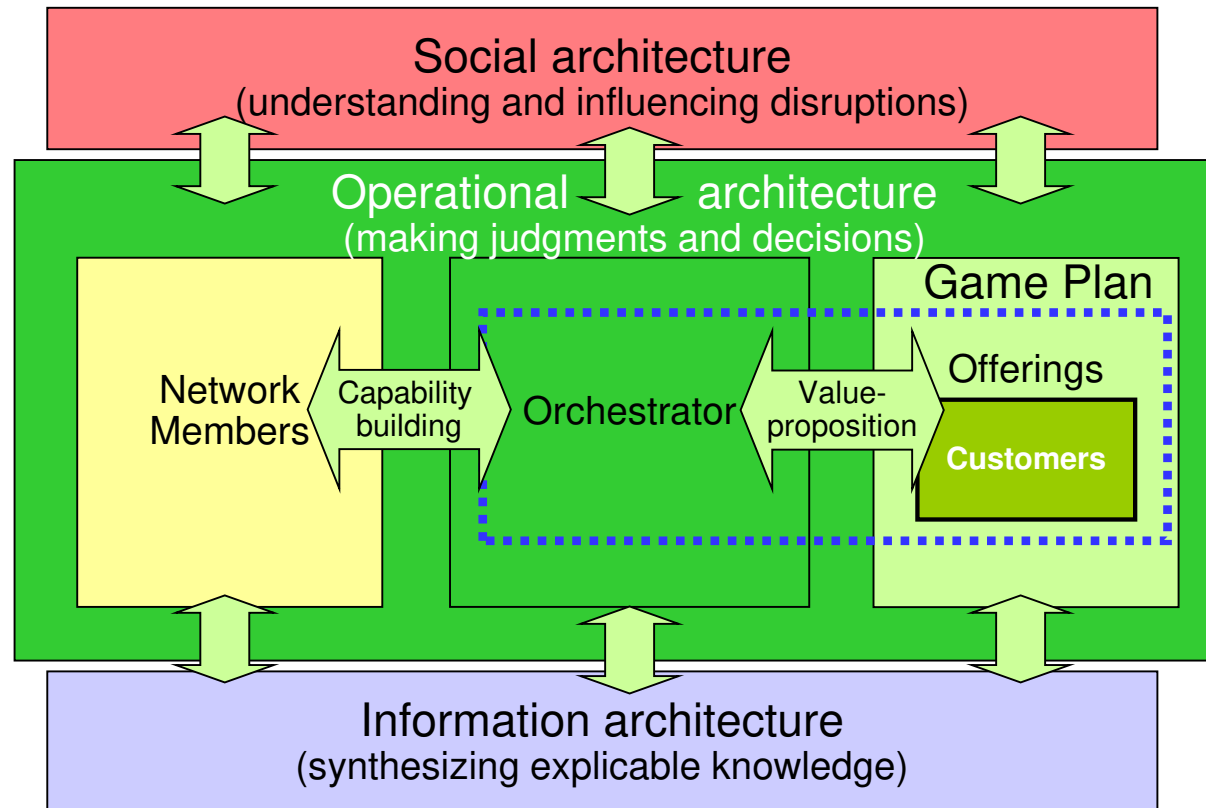 Social architecture
(understanding and influencing disruptions)
Operational architecture
(making judgments and decisions)
Network
Members
Capability
building
Orchestrator
Value-
proposition
Game Plan
Offerings
Customers
Information architecture
(synthesizing explicable knowledge)